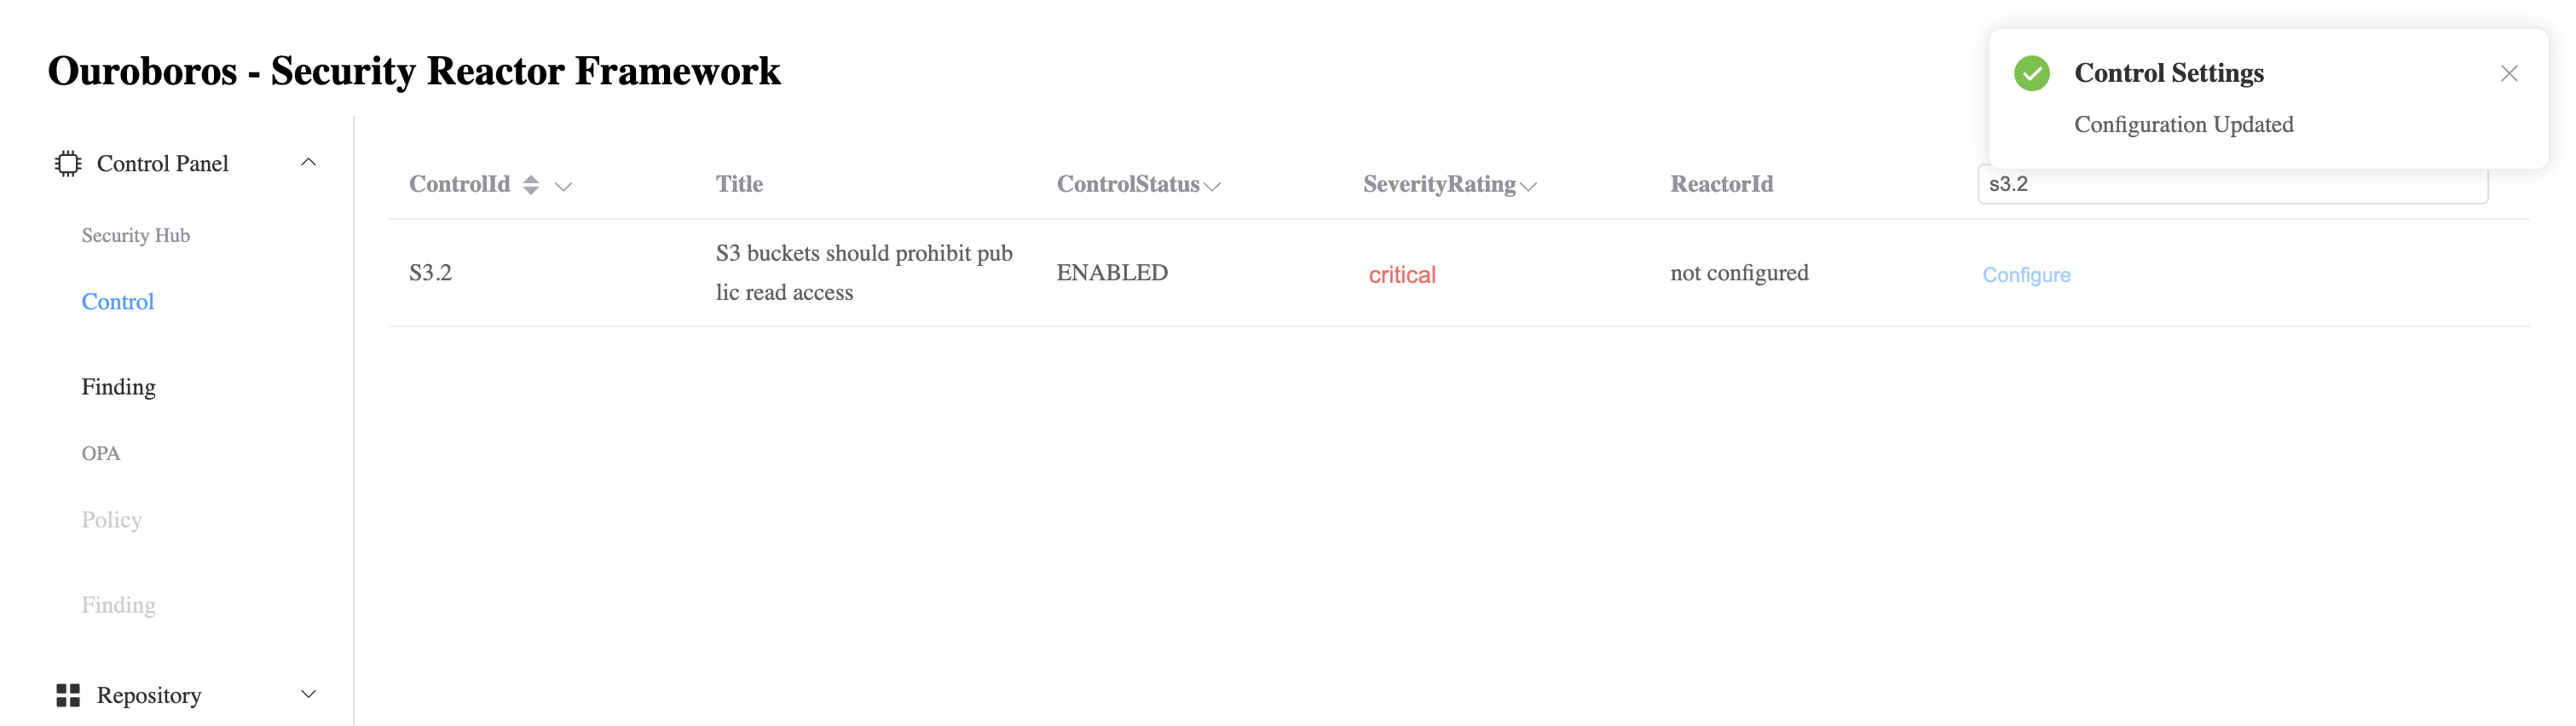 Ouroboros - Security Reactor Framework
Control Settings
Configuration Updated
Control Panel
Security Hub
Control
Finding
OPA
Policy
Finding
Repository
ControlId Title ControlStatus SeverityRating ReactorId s3.2
S3.2 S3 buckets should prohibit pub ENABLED critical not configured Configure
lic read access